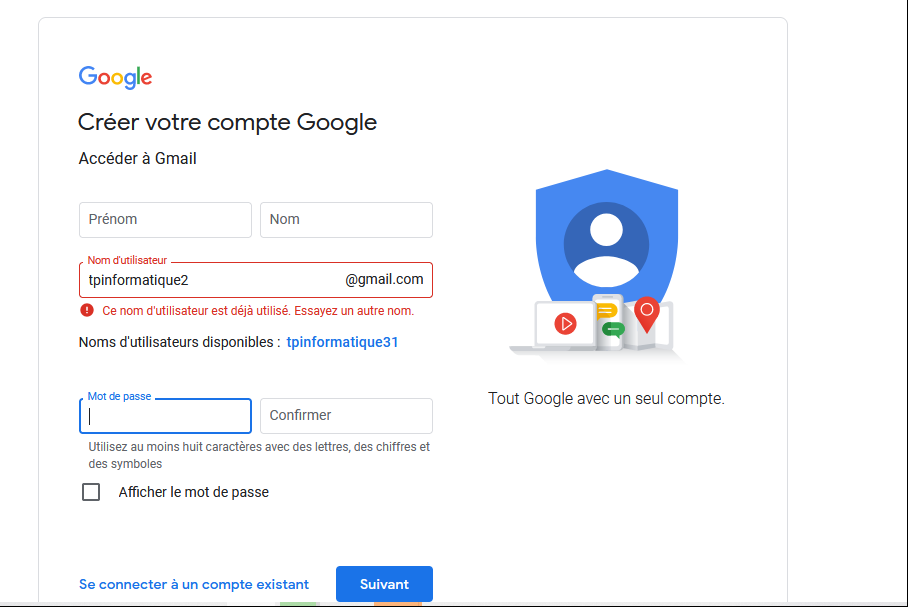 Google
Créer votre compte Google
Accéder à Gmail
Prénom
Nom
Nom d'utilisateur
tpinformatique2 @gmail.com
Ce nom d'utilisateur est déjà utilisé. Essayez un autre nom.
Noms d'utilisateurs disponibles : tpinformatique31
Mot de passe
Confirmer
Utilisez au moins huit caractères avec des lettres, des chiffres et
des symboles
Afficher le mot de passe
Se connecter à un compte existant
Suivant
Tout Google avec un seul compte.